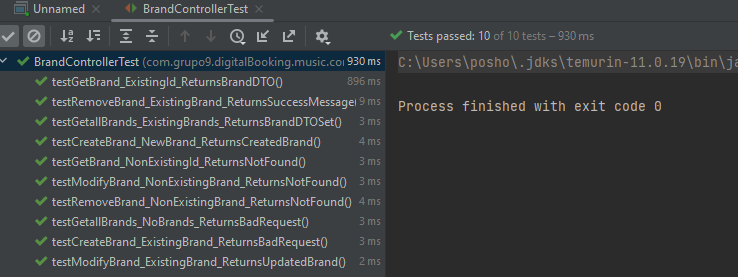 Unnamed
BrandControllerTest
Tests passed: 10 of 10 tests – 930 ms
BrandControllerTest (com.grupo9.digitalBooking.music.co 930 ms
testGetBrand_ExistingId_ReturnsBrandDTO() 896 ms
testRemoveBrand_ExistingBrand_ReturnsSuccessMessage( 9 ms
testGetallBrands_ExistingBrands_ReturnsBrandDTOSet() 3 ms
testCreateBrand_NewBrand_ReturnsCreatedBrand() 4 ms
testGetBrand_NonExistingId_ReturnsNotFound() 3 ms
testModifyBrand_NonExistingBrand_ReturnsNotFound() 3 ms
testRemoveBrand_NonExistingBrand_ReturnsNotFound() 4 ms
testGetallBrands_NoBrands_ReturnsBadRequest() 3 ms
testCreateBrand_ExistingBrand_ReturnsBadRequest() 3 ms
testModifyBrand_ExistingBrand_ReturnsUpdatedBrand() 2 ms
C:\Users\posho\.jdks\temurin-11.0.19\bin\ja
Process finished with exit code 0